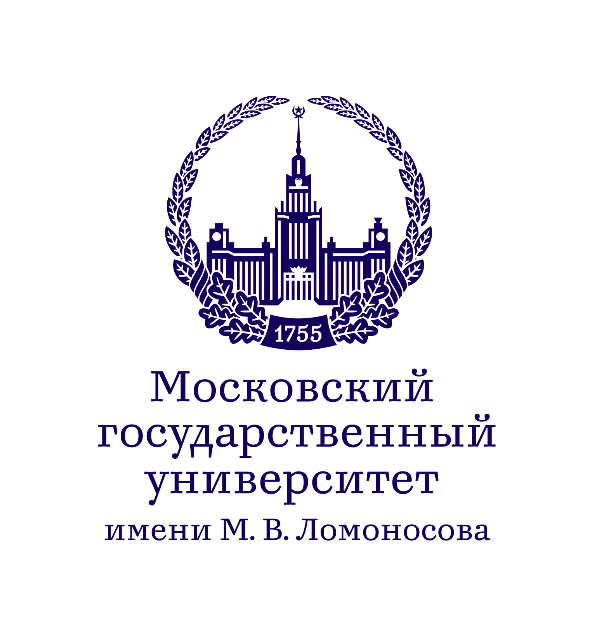 1755
Московский
государственный
университет
имени М. В. Ломоносова